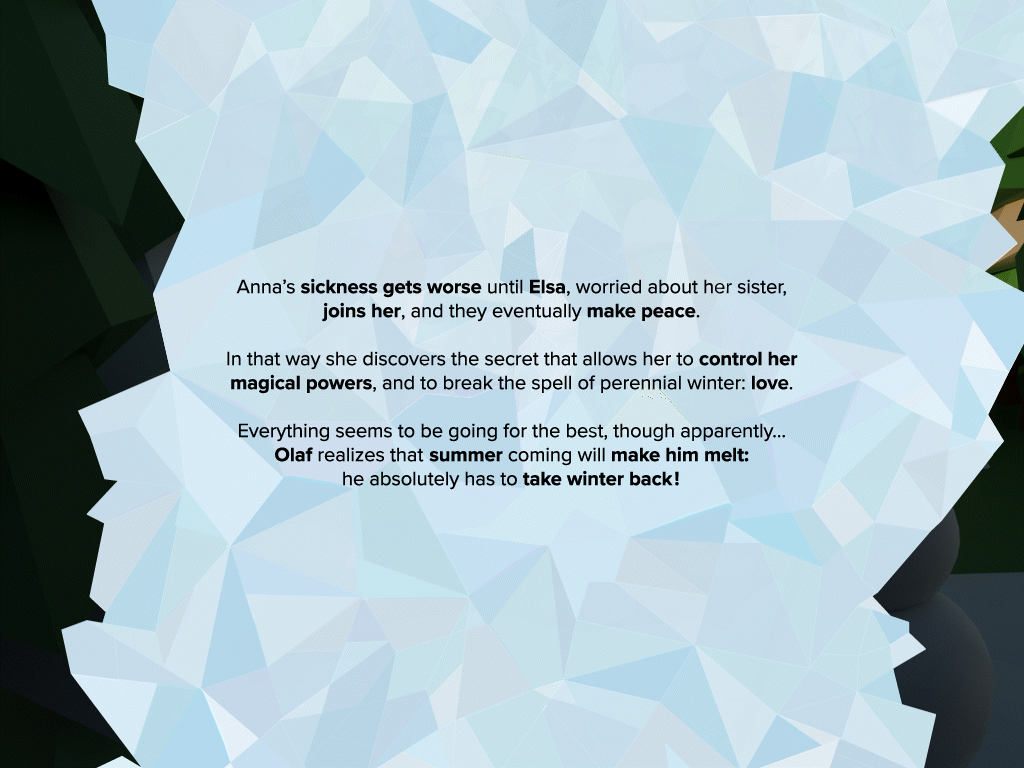 Anna’s sickness gets worse until Elsa, worried about her sister,
joins her, and they eventually make peace.
In that way she discovers the secret that allows her to control her
magical powers, and to break the spell of perennial winter: love.
Everything seems to be going for the best, though apparently...
Olaf realizes that summer coming will make him melt:
he absolutely has to take winter back!